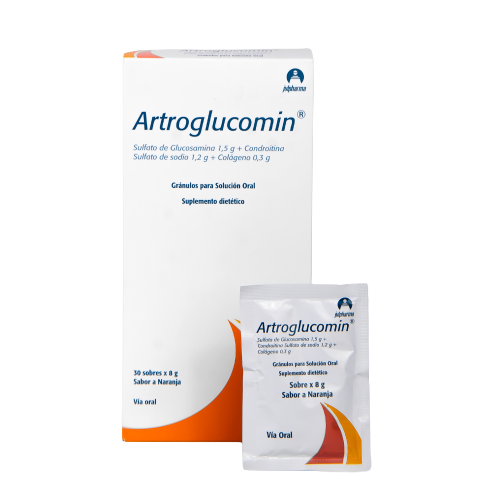 pdpharma
Artroglucomin®
Sulfato de Glucosamina 1,5 g + Condroitina
Sulfato de sodio 1,2 g + Colágeno 0,3 g
Gránulos para Solución Oral
Suplemento dietético
30 sobres x 8 g
Sabor a Naranja
Vía oral
pdpharma
Artroglucomin®
Sulfato de Glucosamina 1,5 g +
Condroitina Sulfato de sodio 1,2 g +
Colágeno 0,3 g
Gránulos para Solución Oral
Suplemento dietético
Sobre x 8 g
Sabor a Naranja
Vía Oral